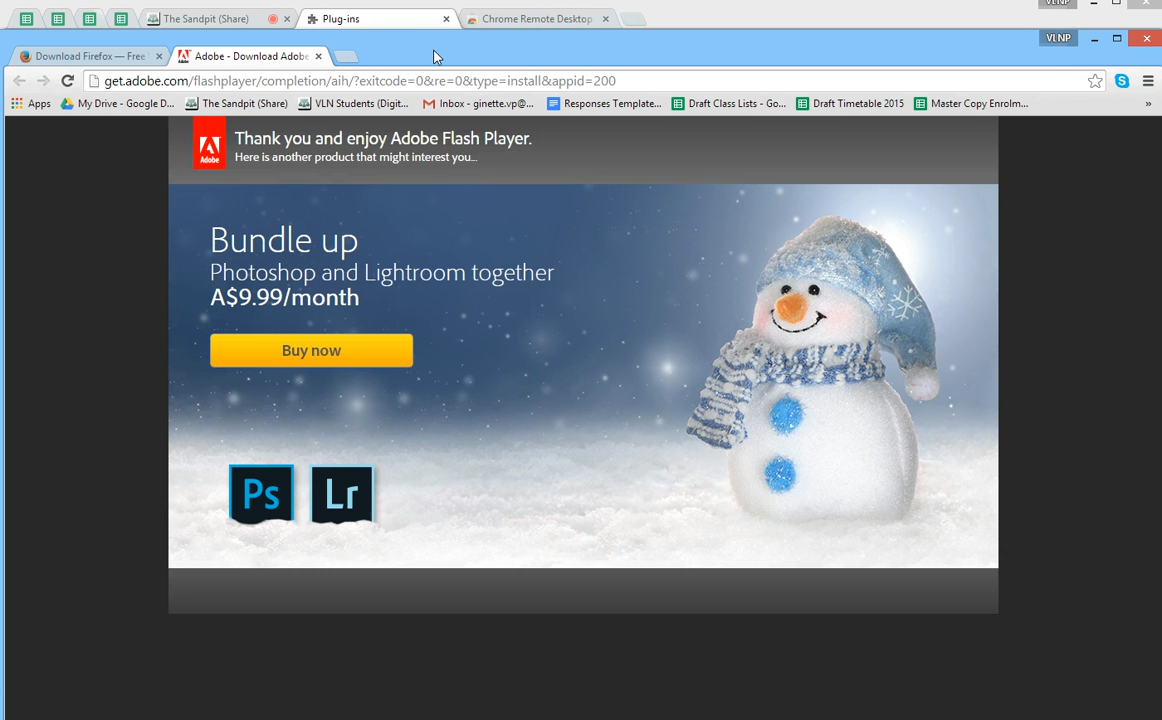 VLNP
The Sandpit (Share)
Plug-ins
Chrome Remote Desktop
VLNP
Download Firefox — Free
Adobe - Download Adobe
get.adobe.com/flashplayer/completion/aih/?exitcode=0&re=0&type=install&appid=200
Apps
My Drive - Google D...
The Sandpit (Share)
VLN Students (Digit...
Inbox - ginette.vp@...
Responses Template...
Draft Class Lists - Go...
Draft Timetable 2015
Master Copy Enrolm...
»
Adobe
Thank you and enjoy Adobe Flash Player.
Here is another product that might interest you...
Bundle up
Photoshop and Lightroom together
A$9.99/month
Buy now
Ps
Lr